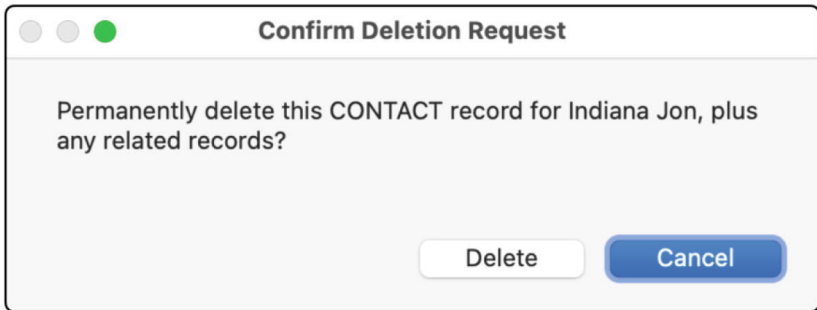 Confirm Deletion Request
Permanently delete this CONTACT record for Indiana Jon, plus
any related records?
Delete
Cancel